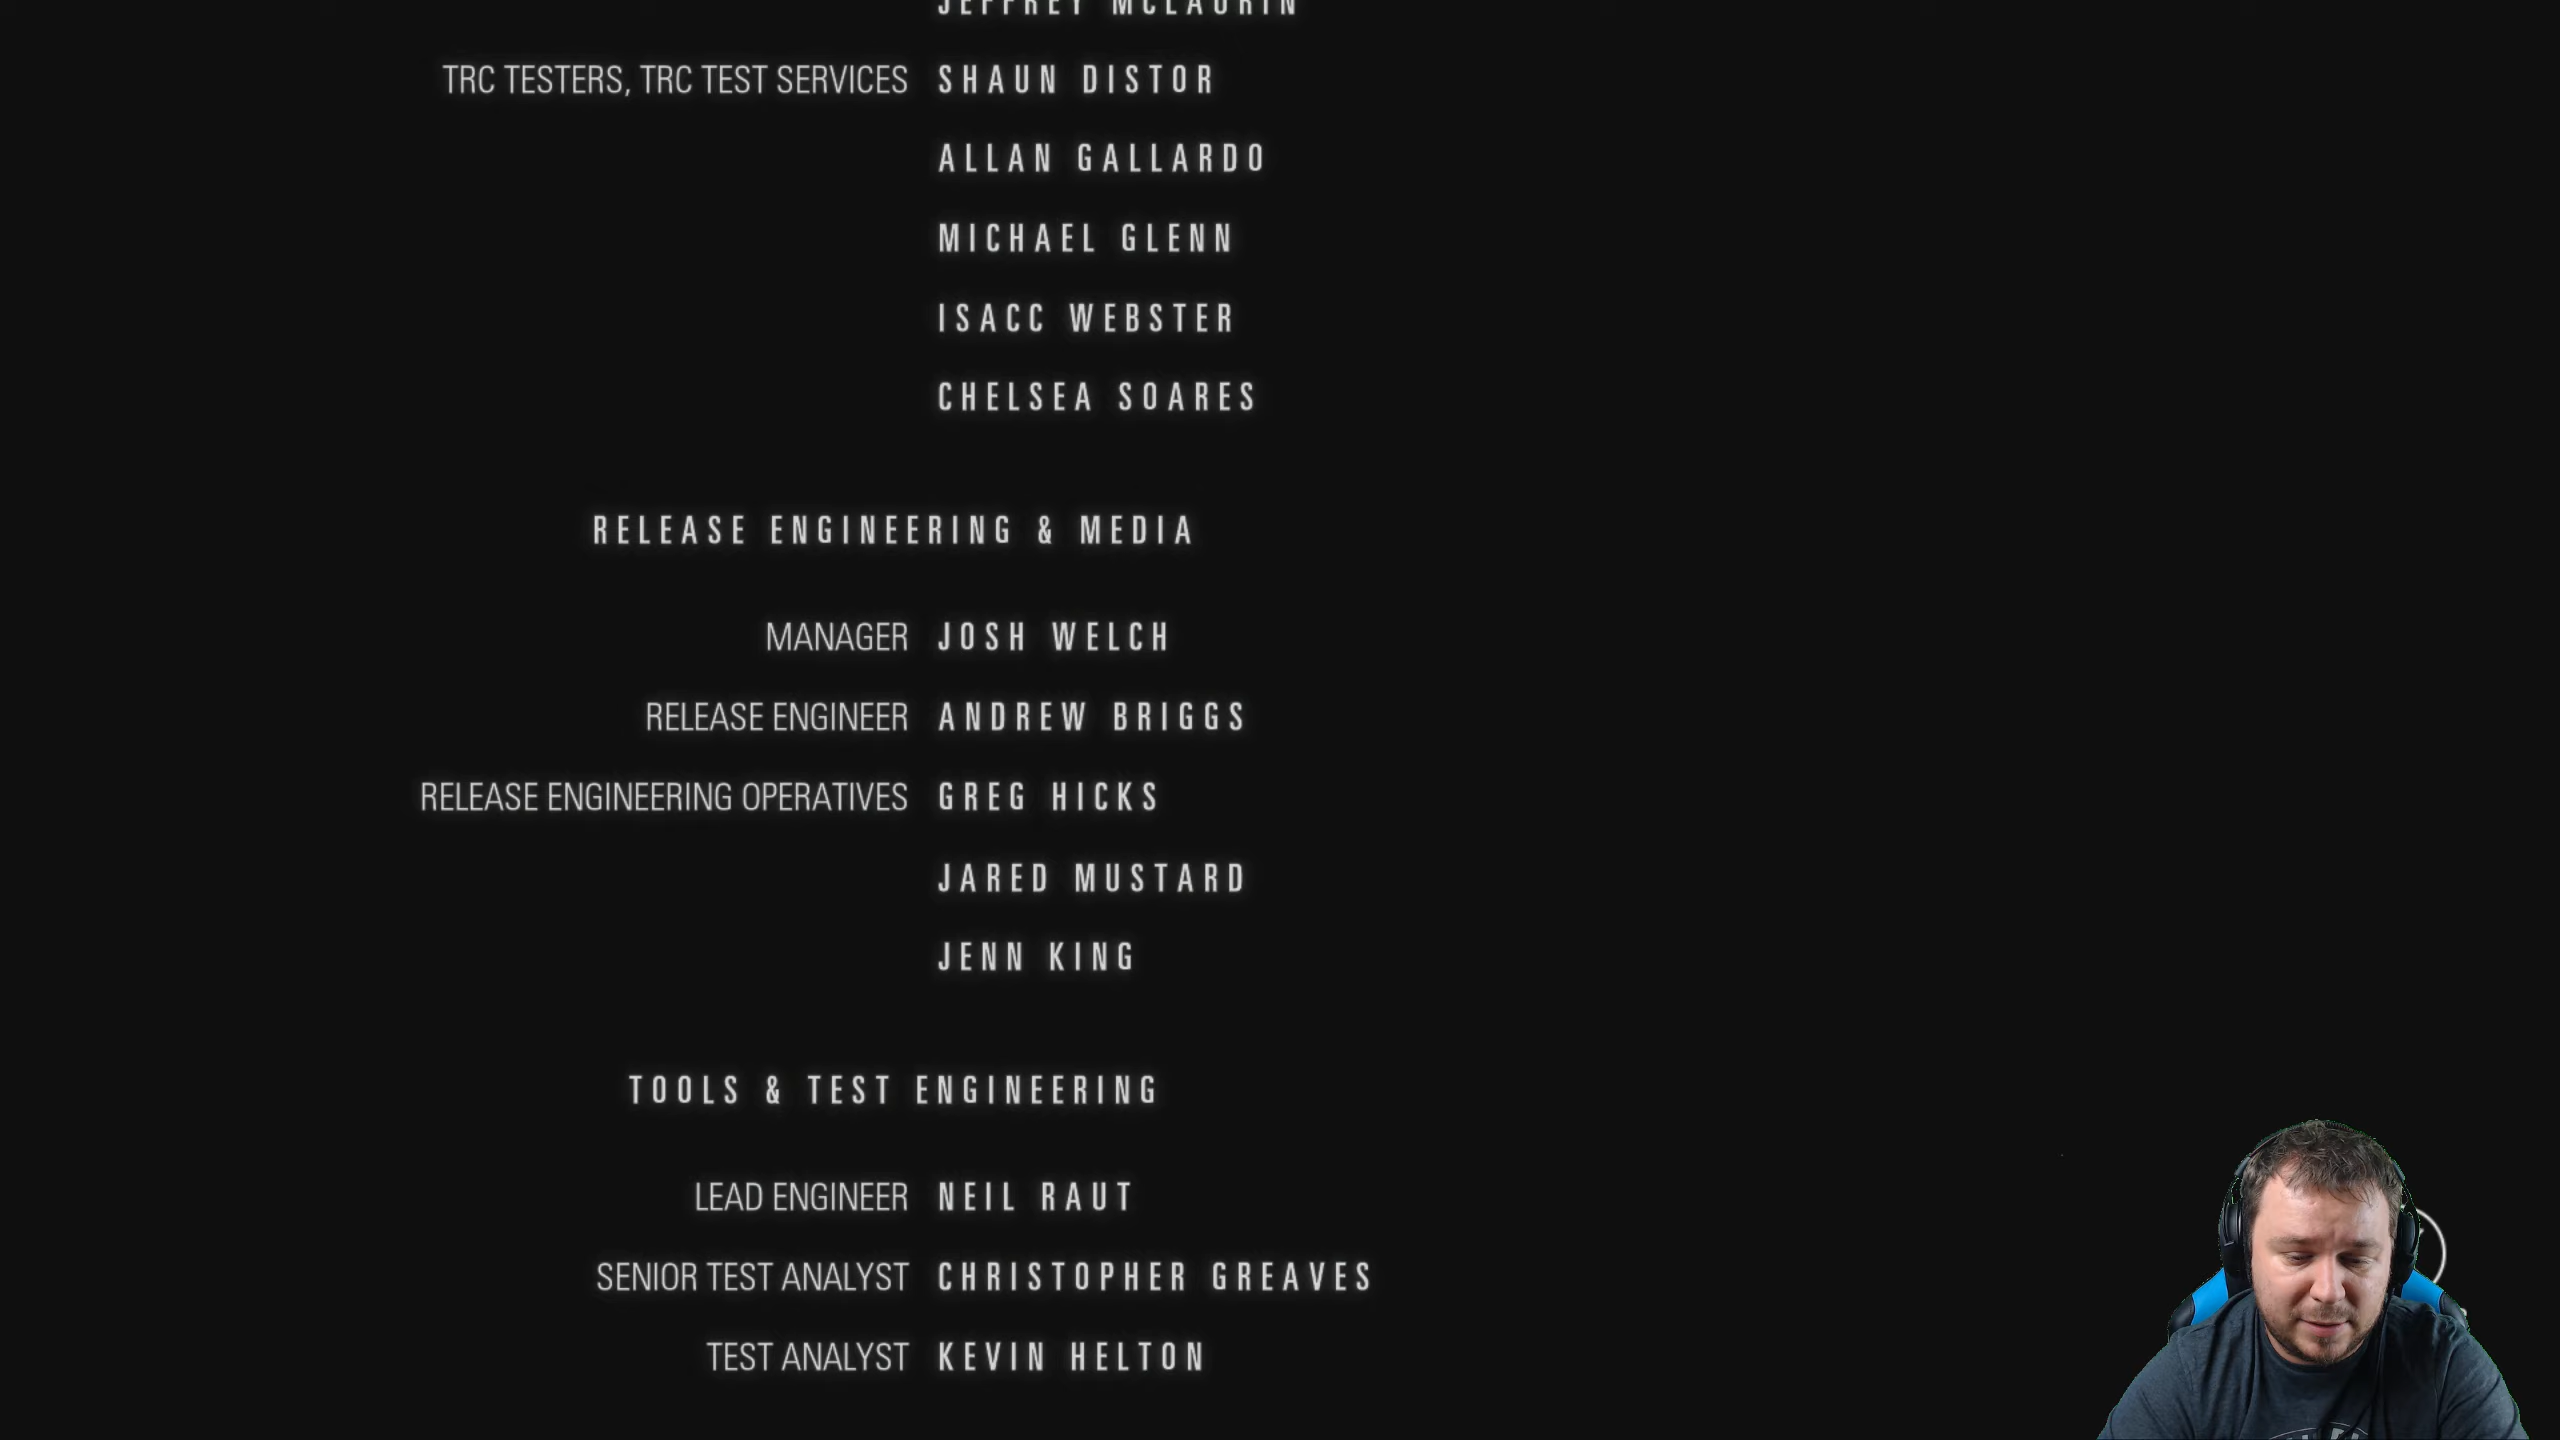 JEFFREY MCLAURIN
TRC TESTERS, TRC TEST SERVICES SHAUN DISTOR
ALLAN GALLARDO
MICHAEL GLENN
ISACC WEBSTER
CHELSEA SOARES
RELEASE ENGINEERING & MEDIA
MANAGER JOSH WELCH
RELEASE ENGINEER ANDREW BRIGGS
RELEASE ENGINEERING OPERATIVES GREG HICKS
JARED MUSTARD
JENN KING
TOOLS & TEST ENGINEERING
LEAD ENGINEER NEIL RAUT
SENIOR TEST ANALYST CHRISTOPHER GREAVES
TEST ANALYST KEVIN HELTON